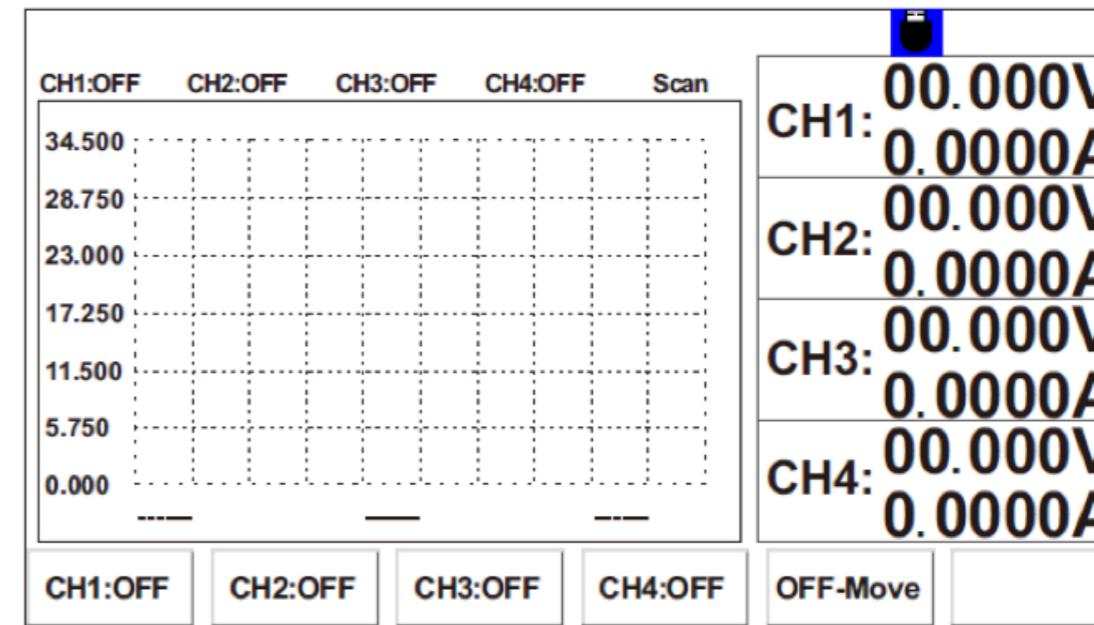 CH1:OFF CH2:OFF CH3:OFF CH4:OFF Scan
34.500
28.750
23.000
17.250
11.500
5.750
0.000
CH1: 00.000V
0.0000A
CH2: 00.000V
0.0000A
CH3: 00.000V
0.0000A
CH4: 00.000V
0.0000A
CH1:OFF CH2:OFF CH3:OFF CH4:OFF OFF-Move